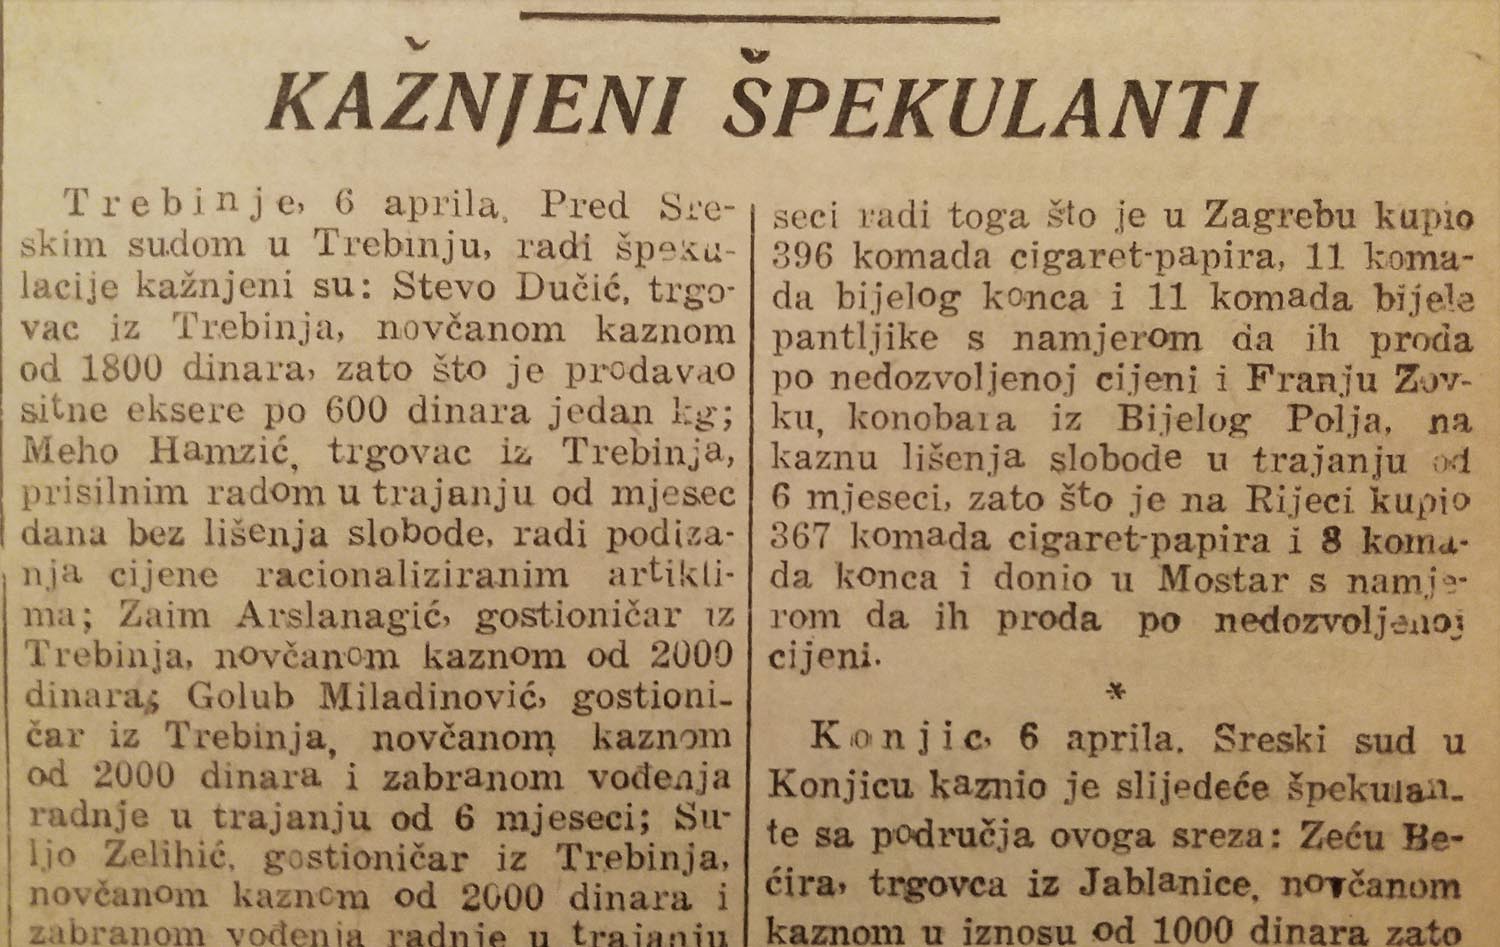 KAŽNJENI ŠPEKULANTI
Trebinje, 6 aprila. Pred Sre-
skim sudom u Trebinju, radi špeku-
lacije kažnjeni su: Stevo Dučić, trgo-
vac iz Trebinja, novčanom kaznom
od 1800 dinara, zato što je prodavao
sitne eksere po 600 dinara jedan kg;
Meho Hamzić, trgovac iz Trebinja,
prisilnim radom u trajanju od mjesec
dana bez lišenja slobode, radi podiza-
nja cijene racionaliziranim artikli-
ma; Zaim Arslanagić, gostioničar iz
Trebinja, novčanom kaznom od 2000
dinara; Golub Miladinović, gostioni-
čar iz Trebinja, novčanom kaznom
od 2000 dinara i zabranom vođenja
radnje u trajanju od 6 mjeseci; Su-
ljo Zelihić, gostioničar iz Trebinja,
novčanom kaznom od 2000 dinara i
zabranom vođenja radnje u trajanju
seci radi toga što je u Zagrebu kupio
396 komada cigaret-papira, 11 koma-
da bijelog konca i 11 komada bijele
pantljike s namjerom da ih proda
po nedozvoljenoj cijeni i Franju Zov-
ku, konobara iz Bijelog Polja, na
kaznu lišenja slobode u trajanju od
6 mjeseci, zato što je na Rijeci kupio
367 komada cigaret-papira i 8 koma-
da konca i donio u Mostar s namje-
rom da ih proda po nedozvoljenoj
cijeni.
*
Konjic, 6 aprila. Sreski sud u
Konjicu kaznio je slijedeće špekulan-
te sa područja ovoga sreza: Zeću Be-
ćira, trgovca iz Jablanice, novčanom
kaznom u iznosu od 1000 dinara zato